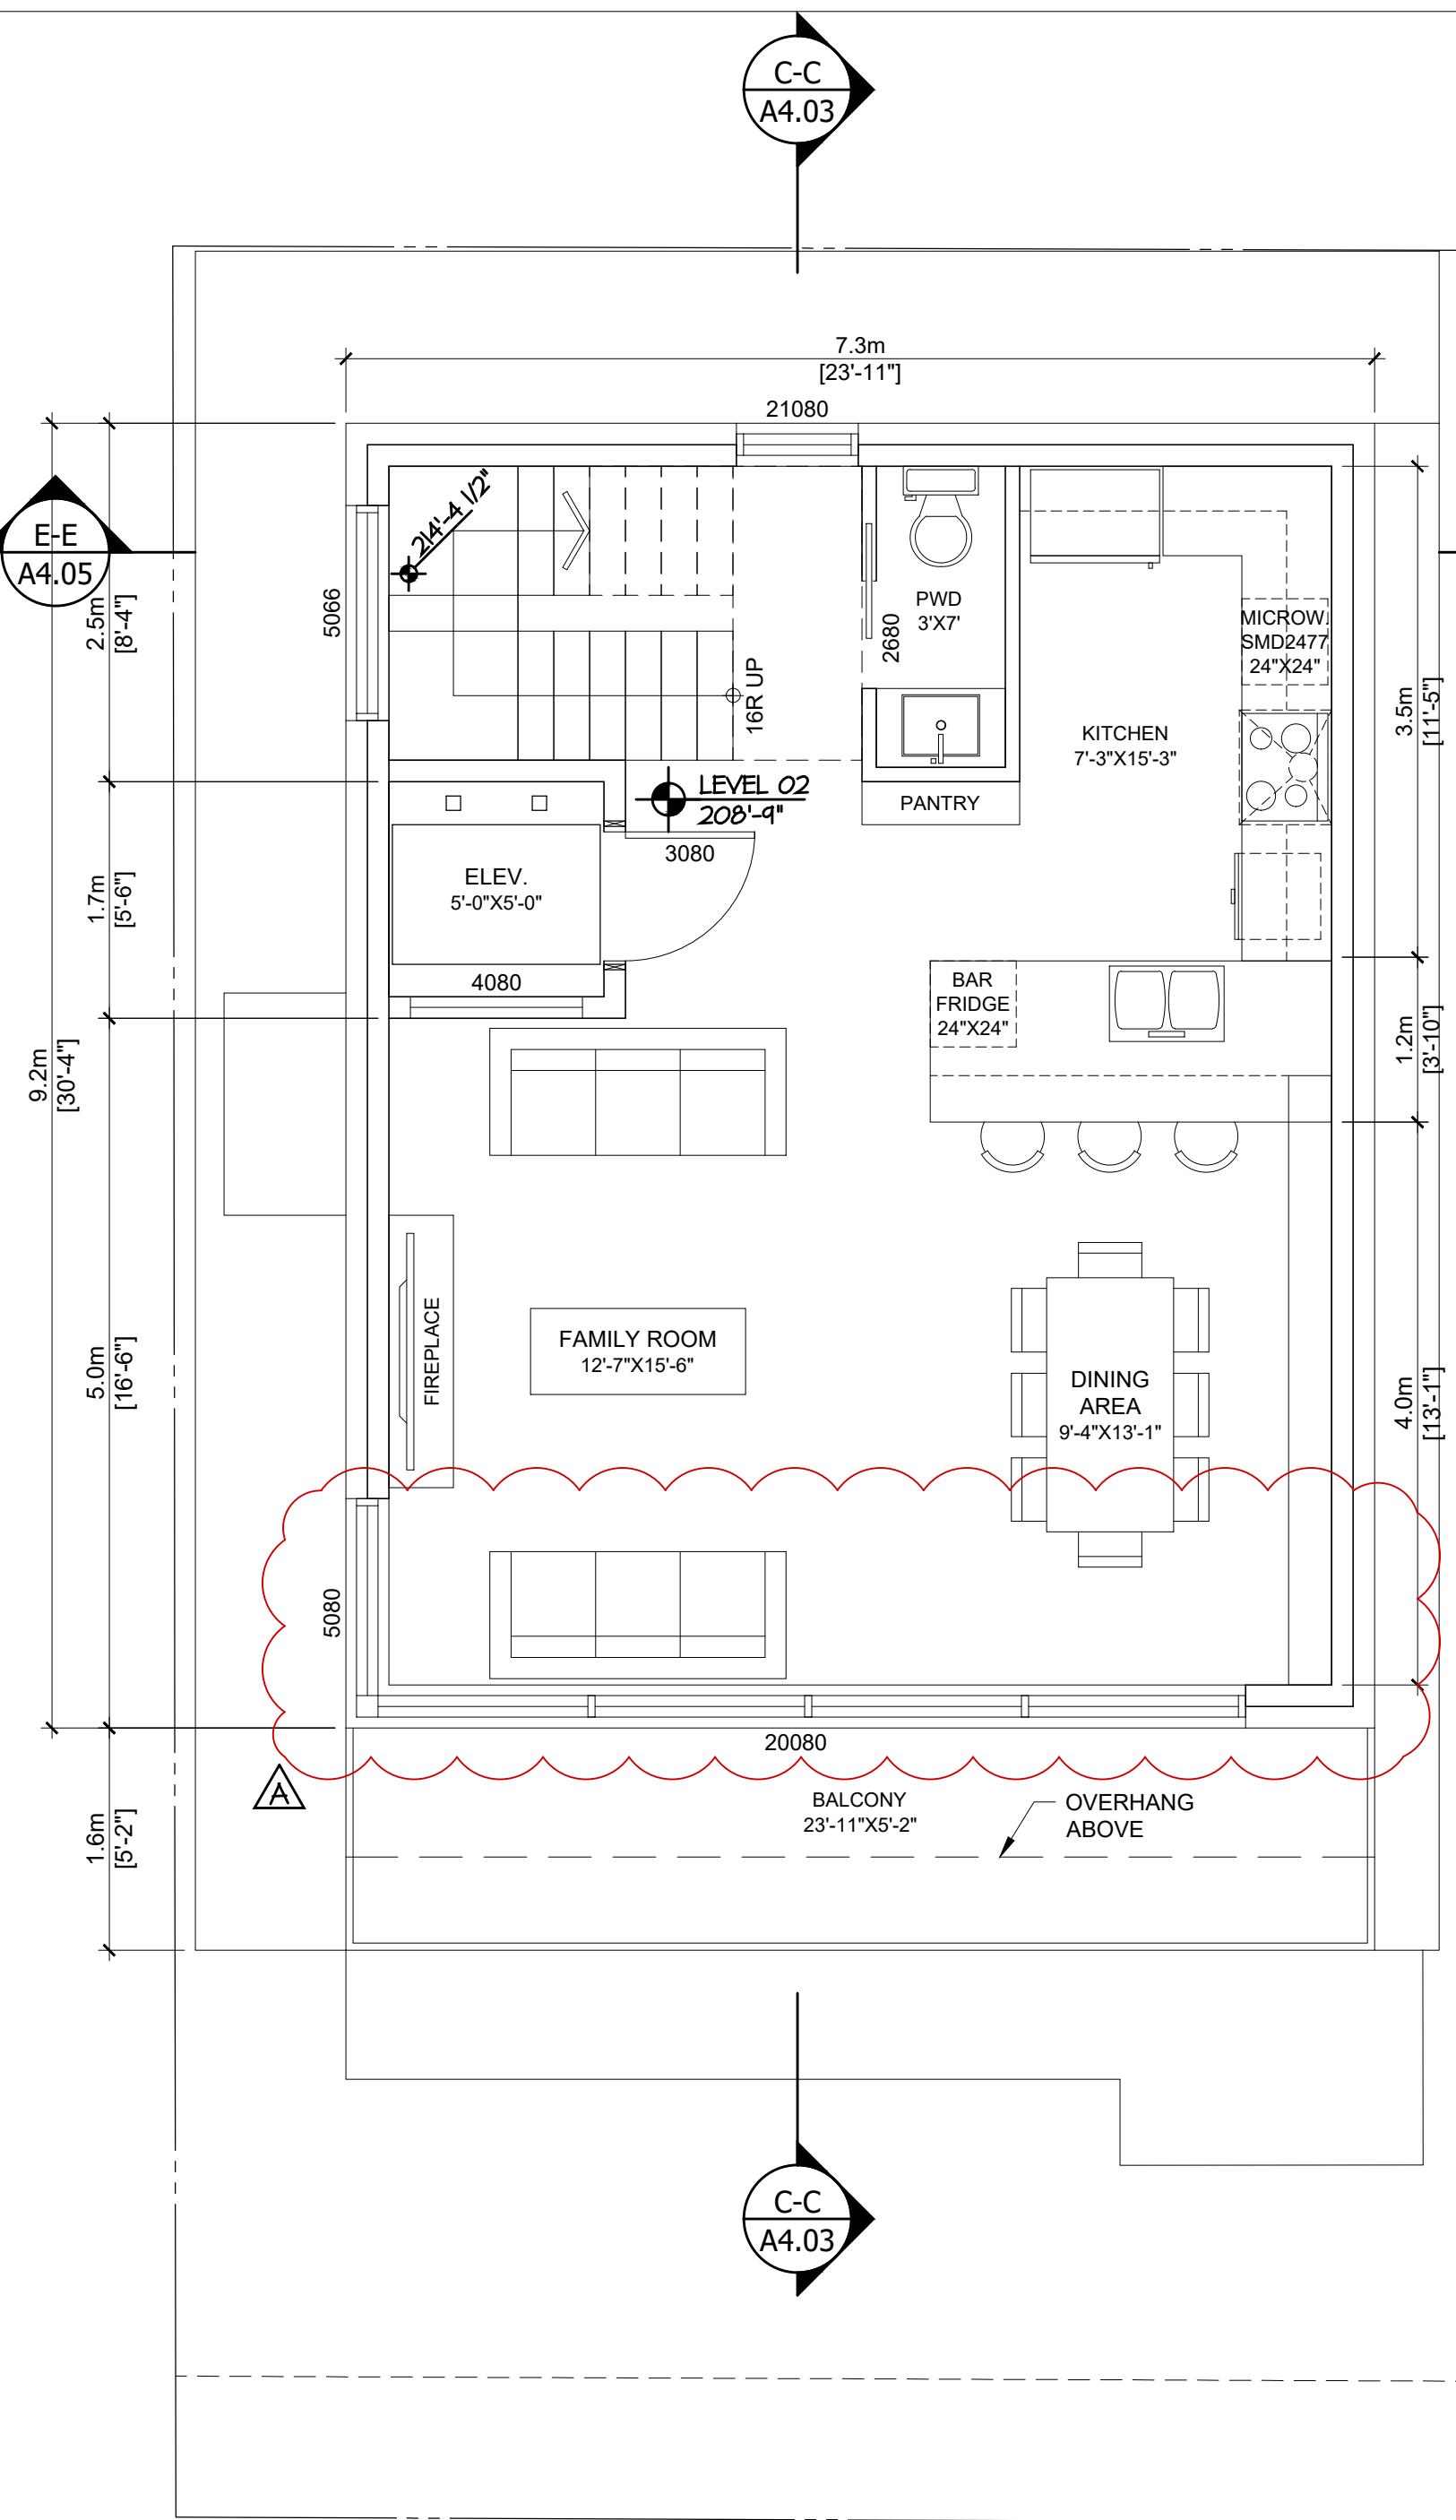 C-C
A4.03
7.3m
[23'-11"]
21080
E-E
A4.05
214'-4 1/2"
2.5m
[8'-4"]
5066
16R UP
PWD
3'X7'
2680
MICROW.
SMD2477
24"X24"
KITCHEN
7'-3"X15'-3"
3.5m
[11'-5"]
LEVEL 02
208'-9"
PANTRY
3080
ELEV.
5'-0"X5'-0"
4080
1.7m
[5'-6"]
BAR
FRIDGE
24"X24"
1.2m
[3'-10"]
9.2m
[30'-4"]
FIREPLACE
FAMILY ROOM
12'-7"X15'-6"
DINING
AREA
9'-4"X13'-1"
5.0m
[16'-6"]
4.0m
[13'-1"]
5080
20080
A
BALCONY
23'-11"X5'-2"
OVERHANG
ABOVE
1.6m
[5'-2"]
C-C
A4.03